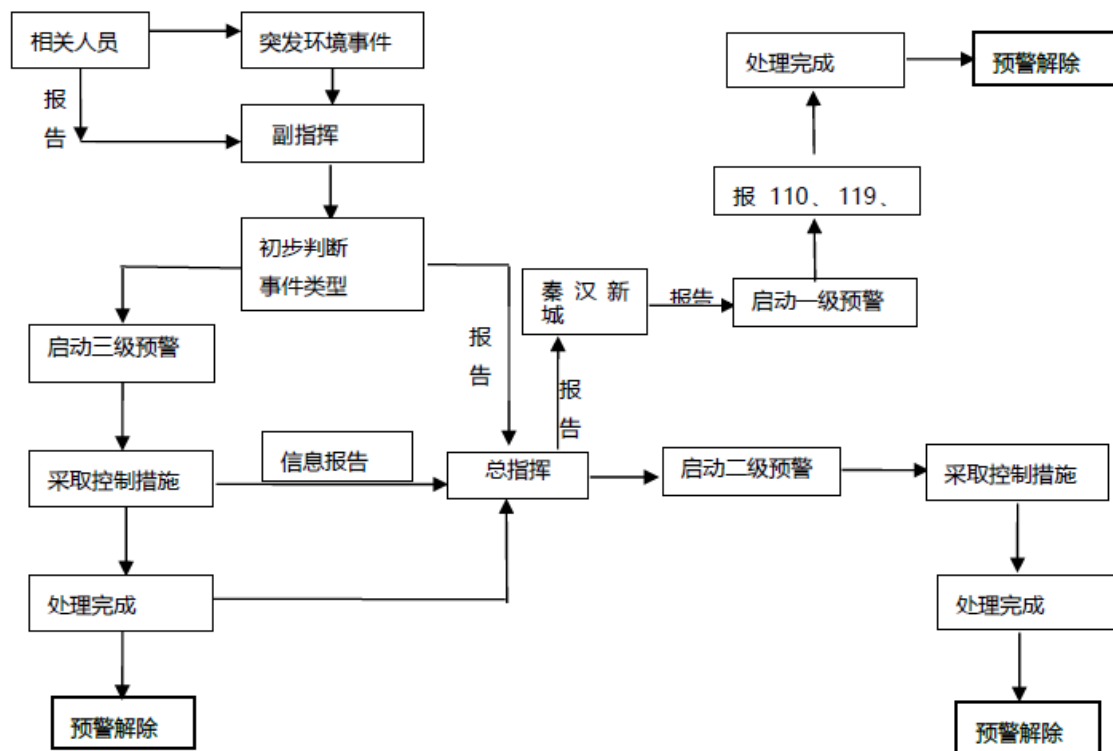 相关人员
突发环境事件
处理完成
预警解除
报
告
副指挥
报 110、119、
初步判断
事件类型
秦汉新
城
报告
启动一级预警
启动三级预警
报
告
报
告
采取控制措施
信息报告
总指挥
启动二级预警
采取控制措施
处理完成
处理完成
预警解除
预警解除